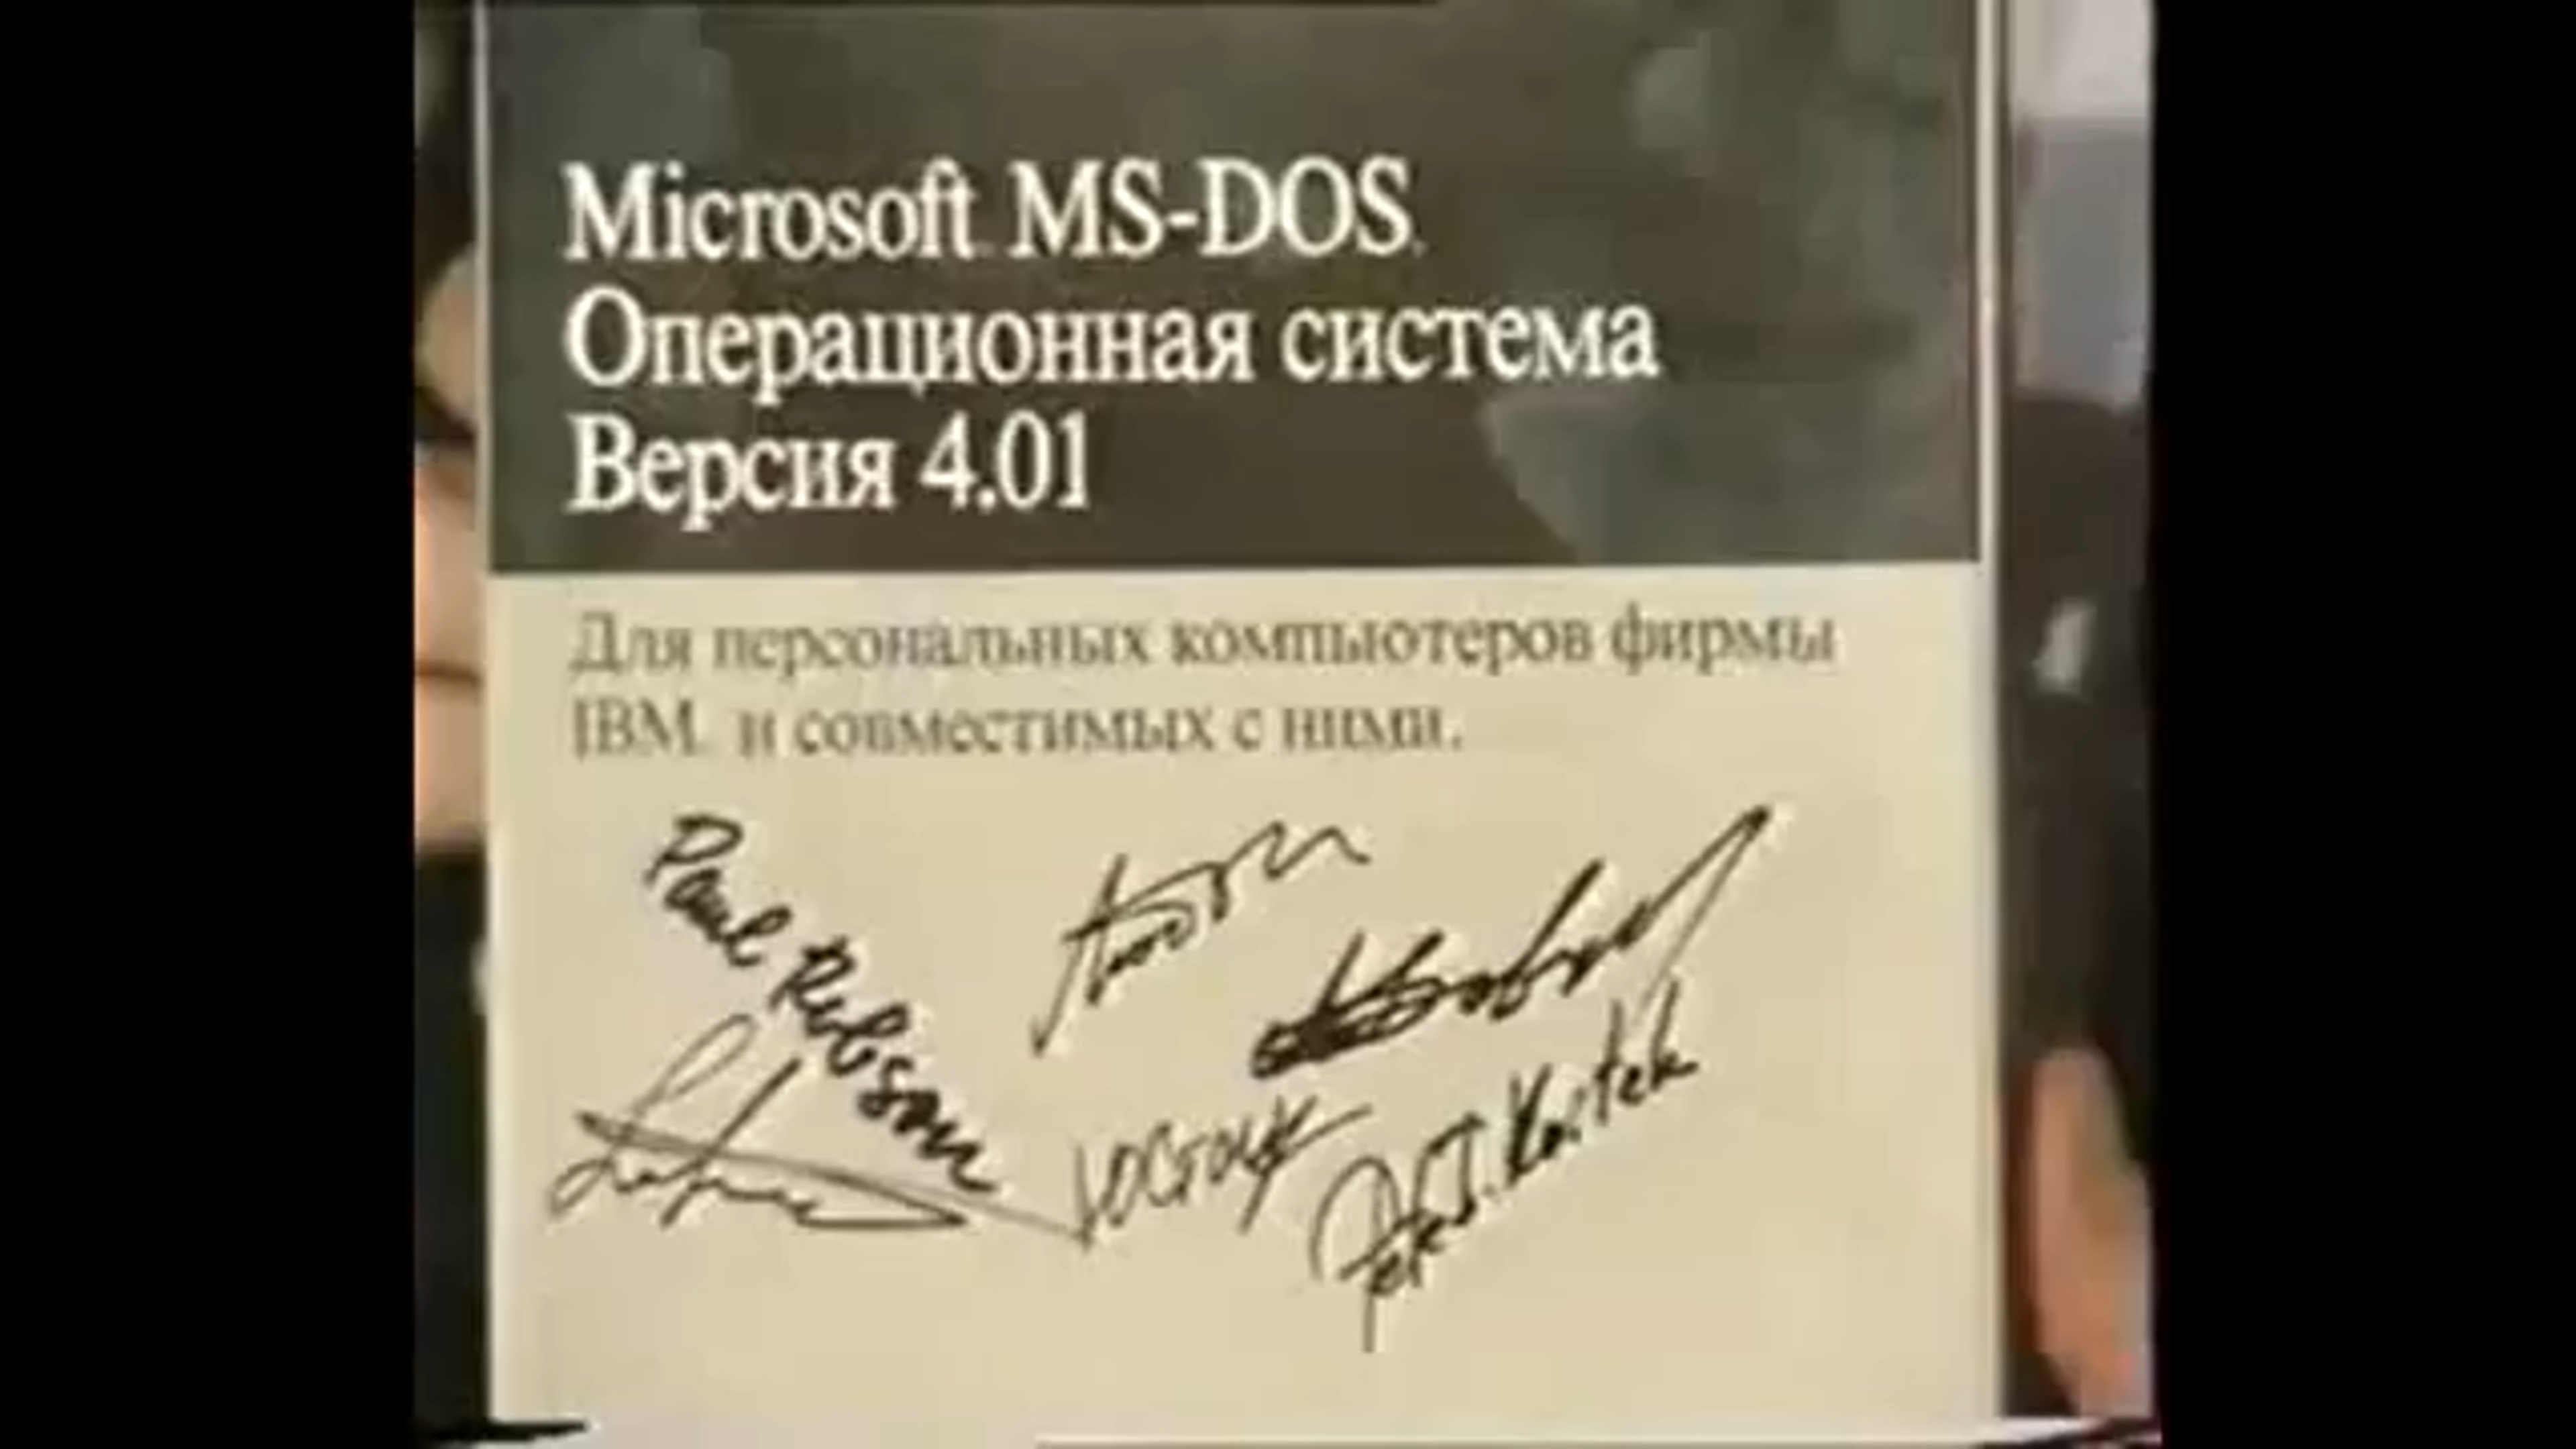 Microsoft MS-DOS
Операционная система
Версия 4.01
Для персональных компьютеров фирмы
IBM и совместимых с ними.
Paul Robson